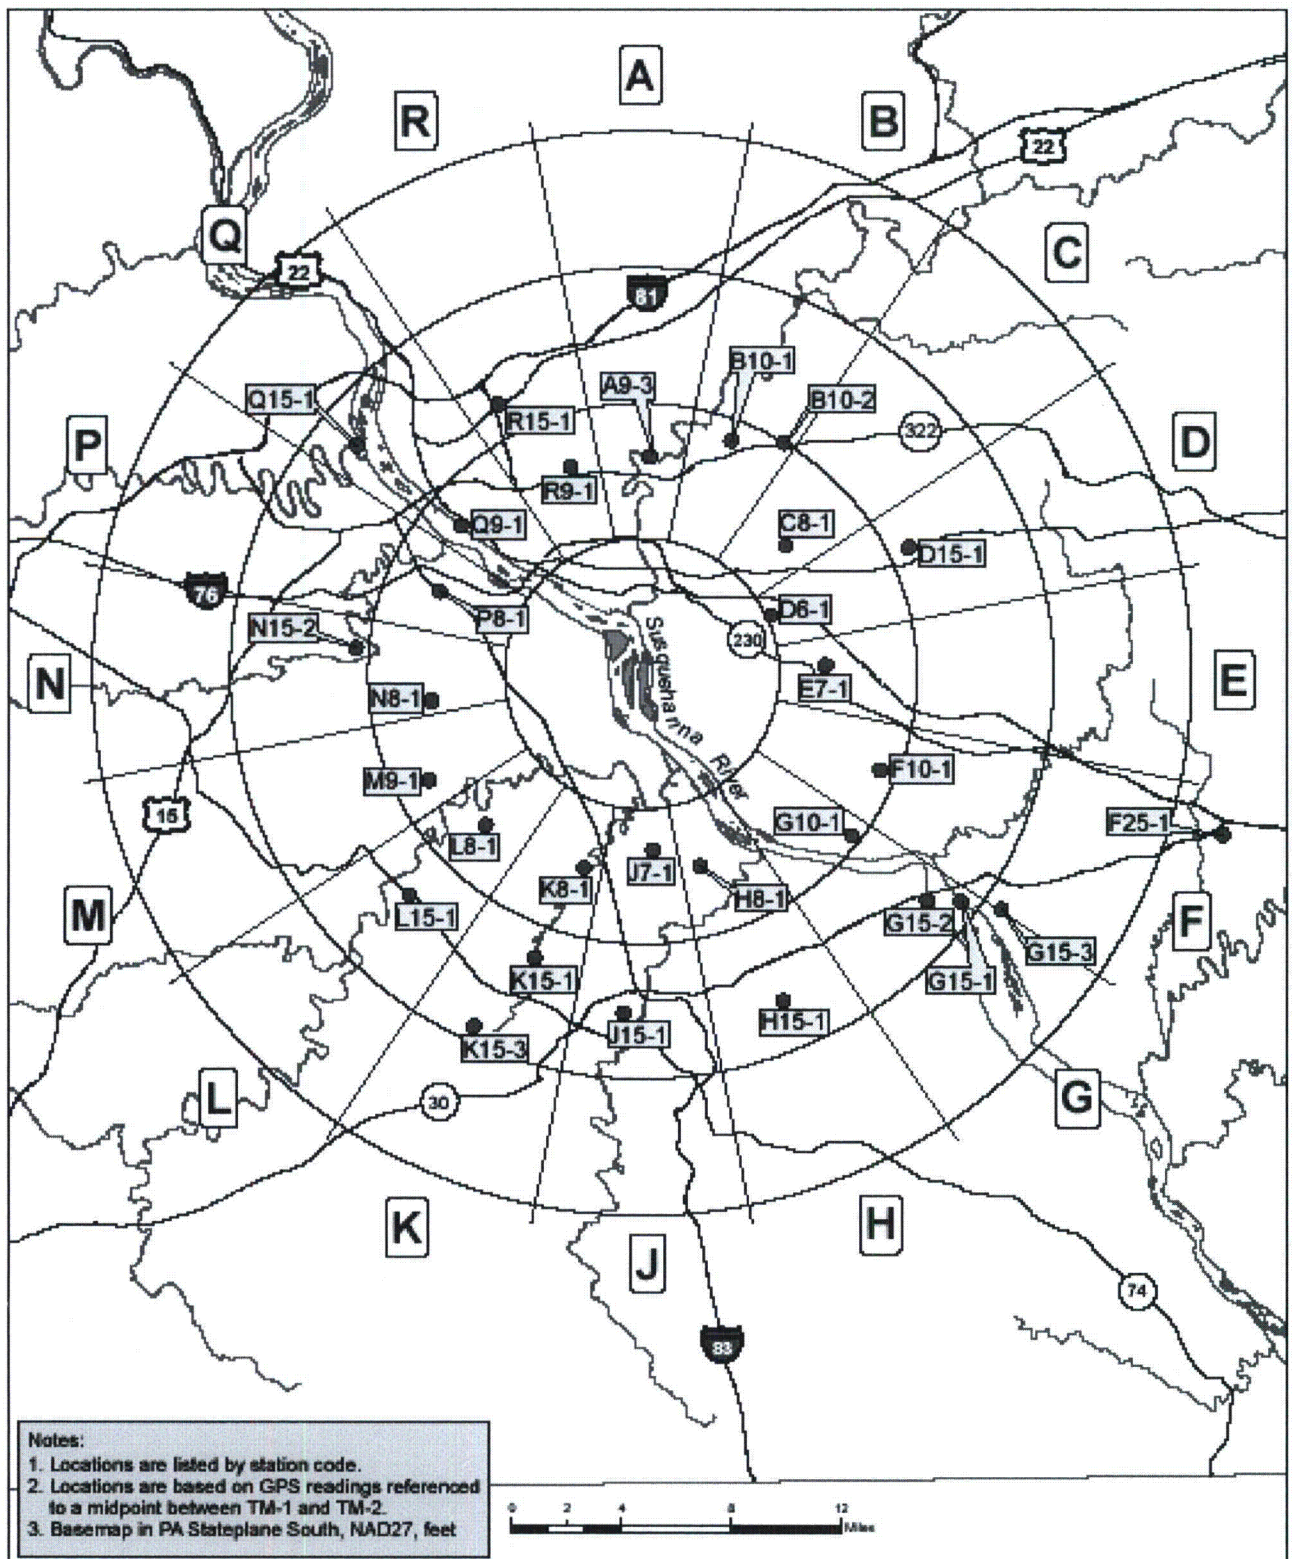 A
R
B
22
Q
C
22
81
B10-1
A9-3
Q15-1
B10-2
R15-1
322
P
D
R9-1
Q9-1
C8-1
D15-1
76
P8-1
D6-1
N15-2
230
Susquehanna River
N
E
E7-1
N8-1
F10-1
M9-1
15
G10-1
F25-1
L8-1
J7-1
K8-1
H8-1
M
L15-1
G15-2
F
G15-3
K15-1
G15-1
H15-1
J15-1
K15-3
L
30
G
K
H
J
74
83
Notes:
1. Locations are listed by station code.
2. Locations are based on GPS readings referenced
to a midpoint between TM-1 and TM-2.
3. Basemap in PA Stateplane South, NAD27, feet
0 2 4 8 12
Miles